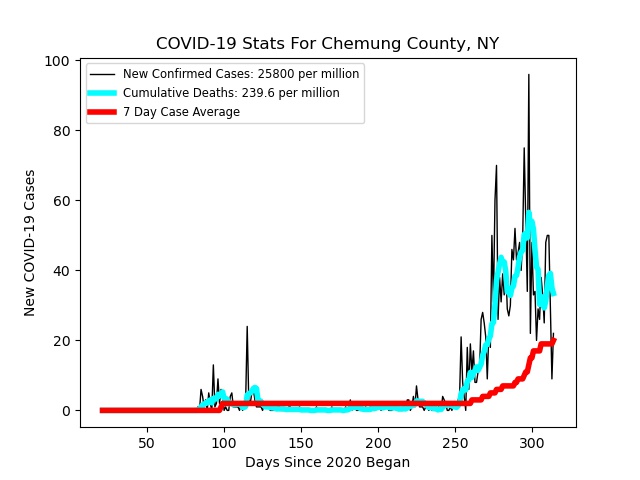 COVID-19 Stats For Chemung County, NY
New Confirmed Cases: 25800 per million
Cumulative Deaths: 239.6 per million
7 Day Case Average
New COVID-19 Cases
100
80
60
40
20
0
50
100
150
200
250
300
Days Since 2020 Began